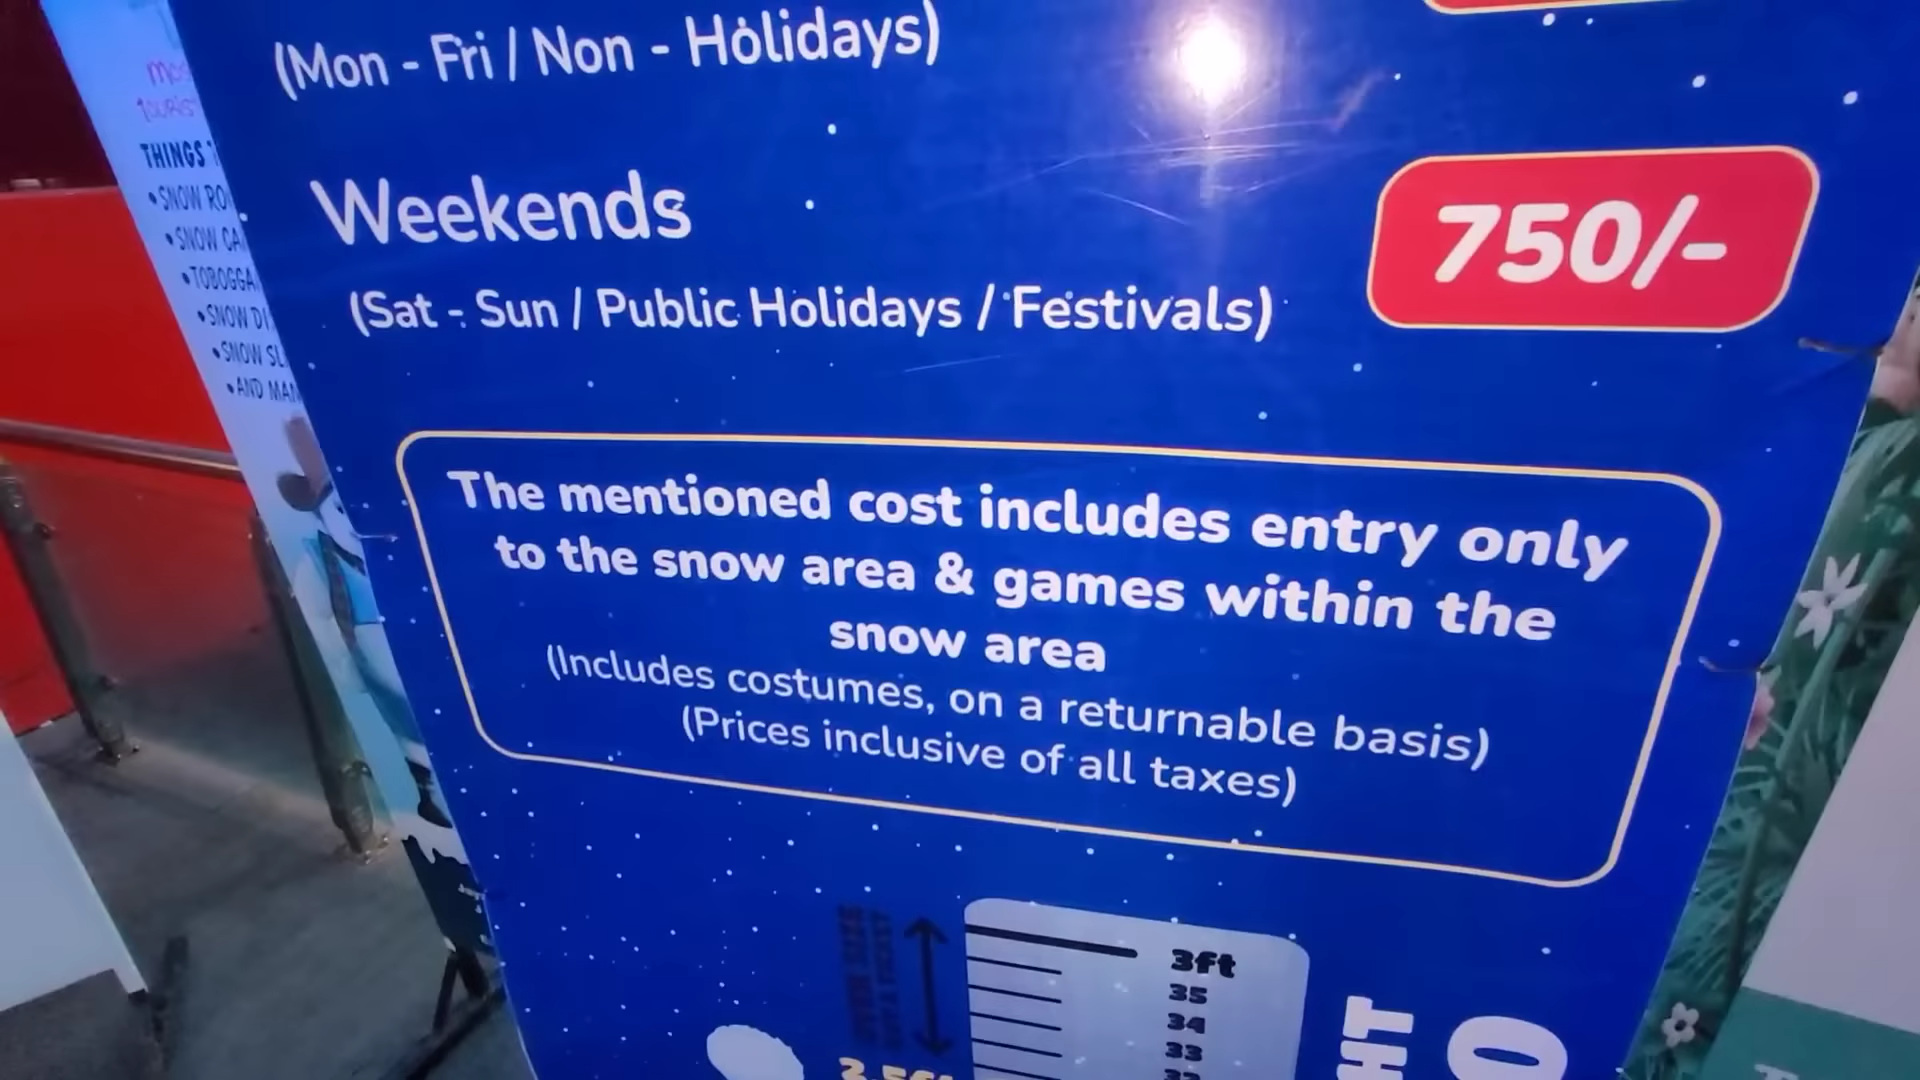 (Mon - Fri / Non - Holidays)
Weekends
750/-
(Sat - Sun / Public Holidays / Festivals)
The mentioned cost includes entry only
to the snow area & games within the
snow area
(Includes costumes, on a returnable basis)
(Prices inclusive of all taxes)
3ft
35
34
33
THINGS
•SNOW
•SNOW
•SNOW
•SNOW
•AND